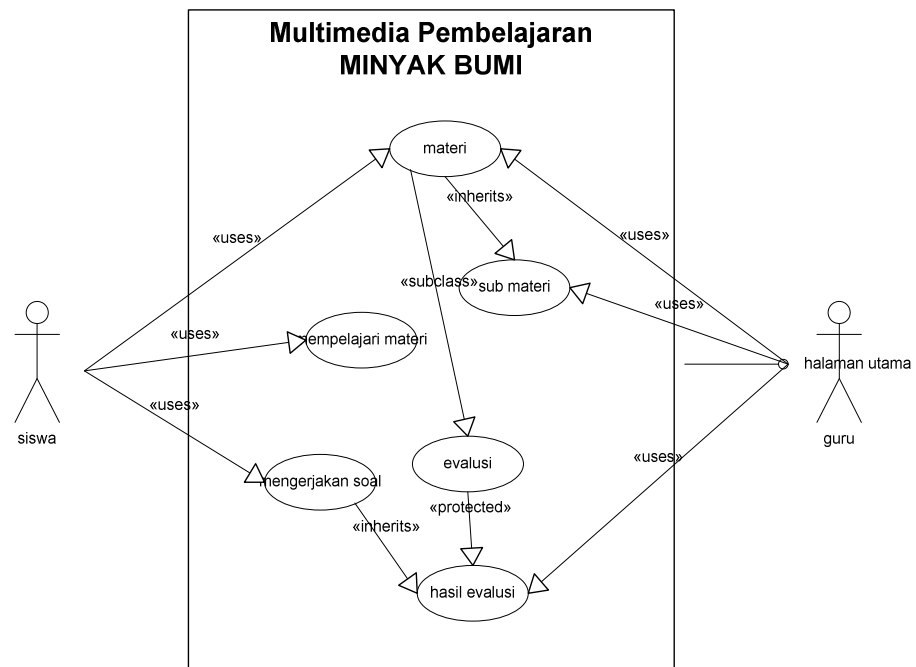 Multimedia Pembelajaran
MINYAK BUMI
materi
«inherits»
«uses»
«uses»
«subclass»
sub materi
«uses»
«uses»
empelajari materi
halaman utama
«uses»
siswa
guru
«uses»
evalusi
mengerjakan soal
«protected»
«inherits»
hasil evalusi